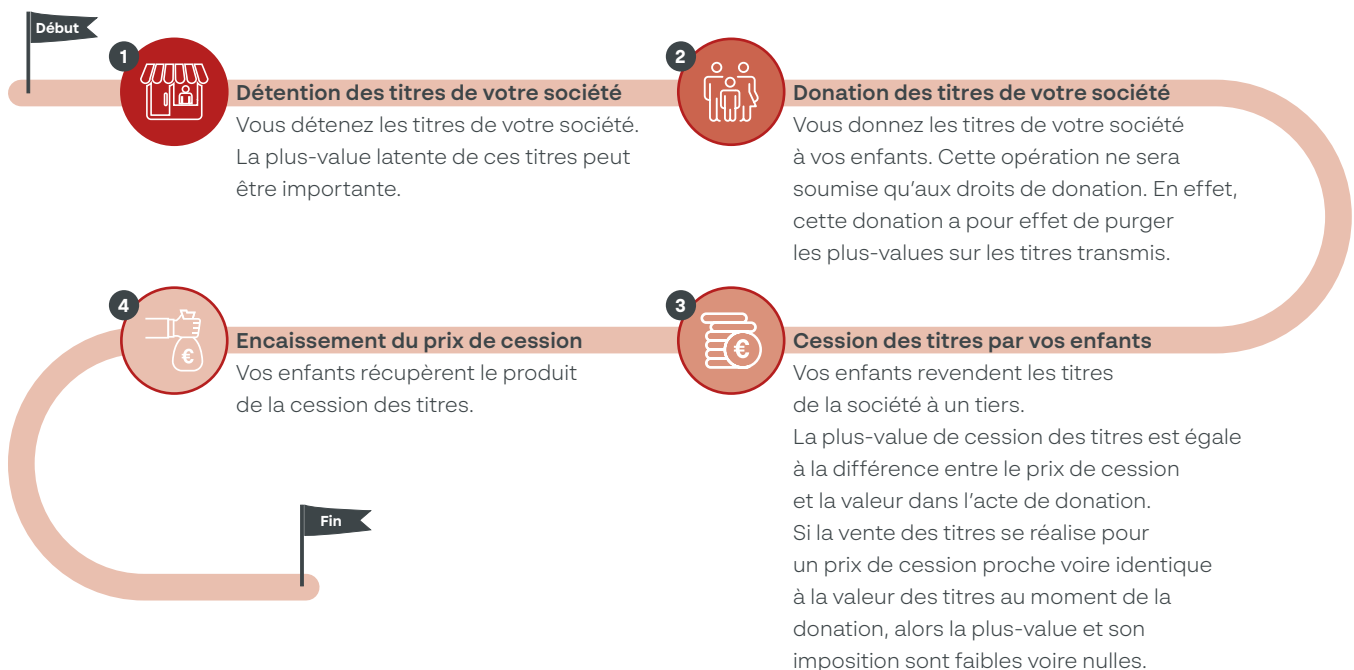 Début
1
Détention des titres de votre société
Vous détenez les titres de votre société.
La plus-value latente de ces titres peut
être importante.
2
Donation des titres de votre société
Vous donnez les titres de votre société
à vos enfants. Cette opération ne sera
soumise qu’aux droits de donation. En effet,
cette donation a pour effet de purger
les plus-values sur les titres transmis.
3
€
Cession des titres par vos enfants
Vos enfants revendent les titres
de la société à un tiers.
La plus-value de cession des titres est égale
à la différence entre le prix de cession
et la valeur dans l’acte de donation.
Si la vente des titres se réalise pour
un prix de cession proche voire identique
à la valeur des titres au moment de la
donation, alors la plus-value et son
imposition sont faibles voire nulles.
4
€
Encaissement du prix de cession
Vos enfants récupèrent le produit
de la cession des titres.
Fin